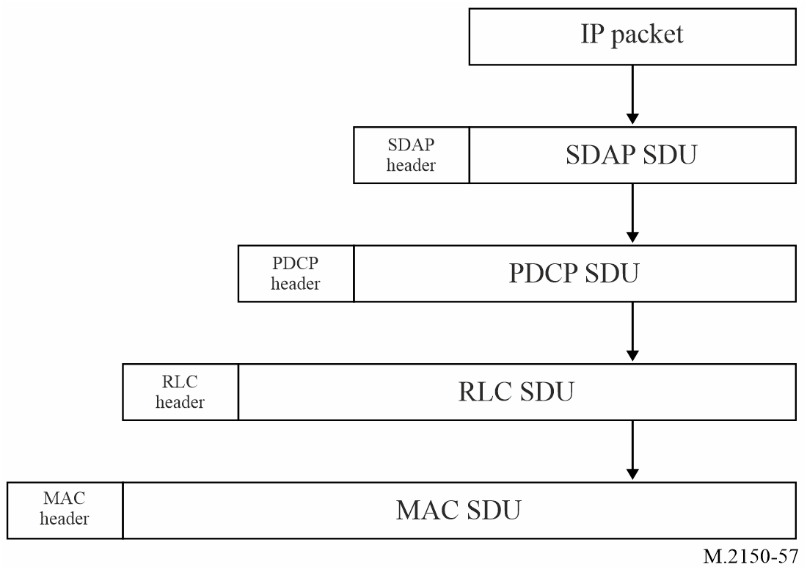 IP packet
SDAP
header
SDAP SDU
PDCP
header
PDCP SDU
RLC
header
RLC SDU
MAC
header
MAC SDU
M.2150-57